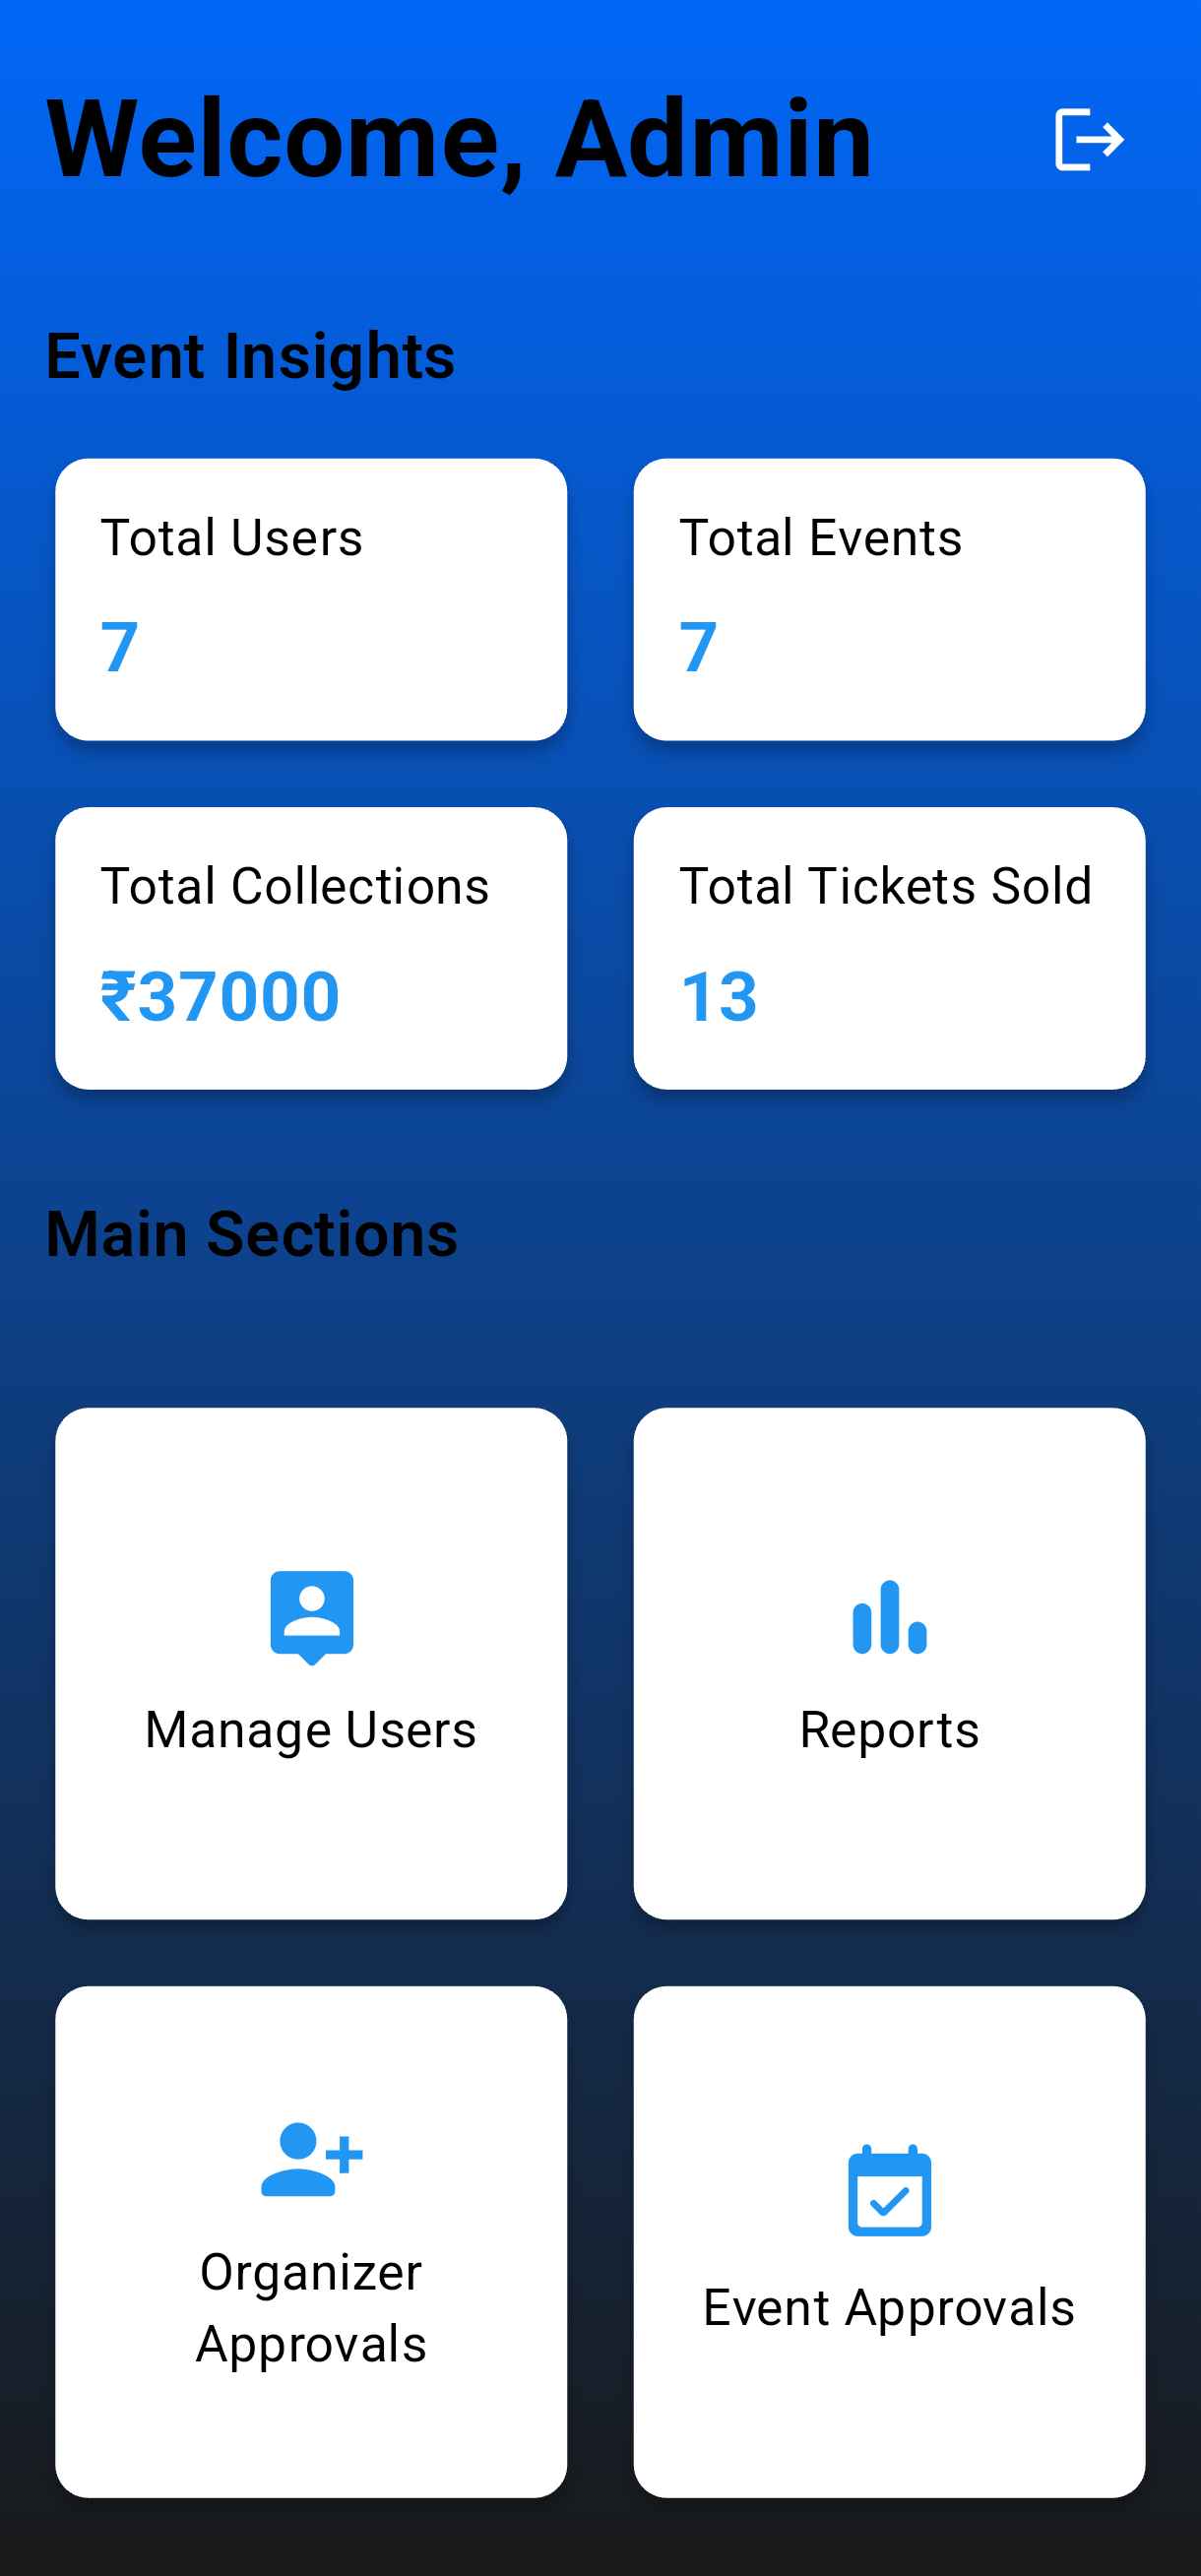 Welcome, Admin
Event Insights
Total Users
7
Total Events
7
Total Collections
₹37000
Total Tickets Sold
13
Main Sections
Manage Users
Reports
Organizer
Approvals
Event Approvals